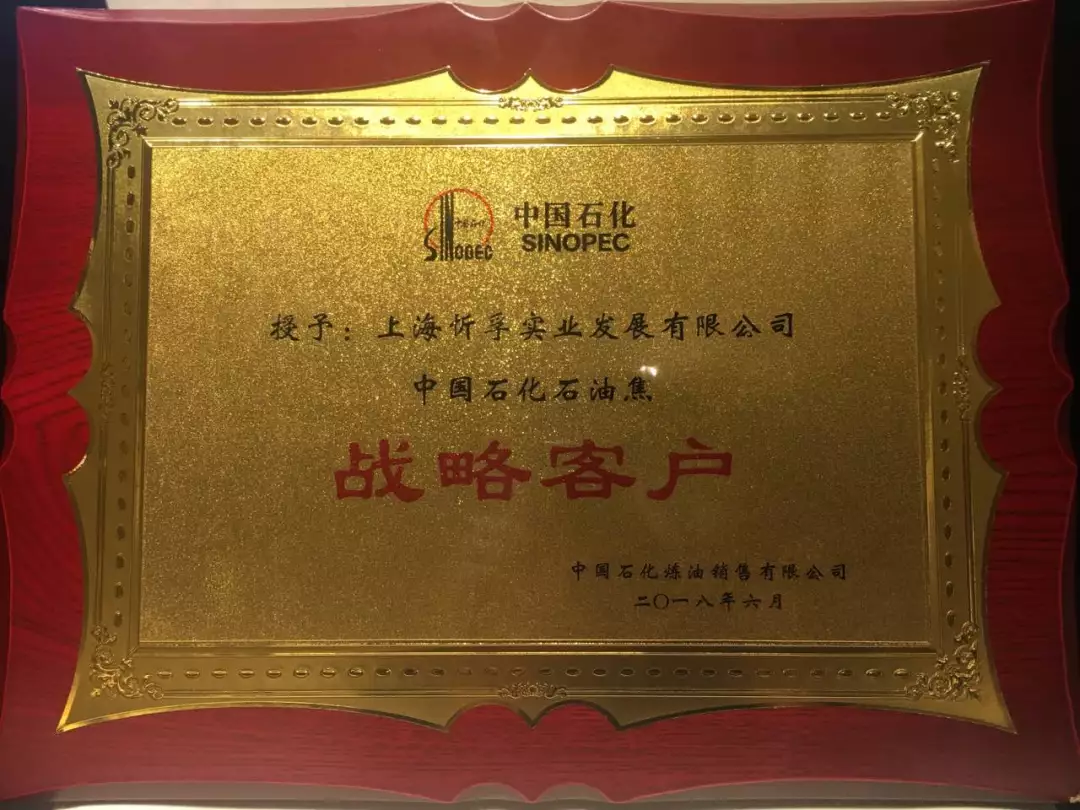 SINOPEC
中国石化
SINOPEC
授予：上海忻孚实业发展有限公司
中国石化石油焦
战略客户
中国石化炼油销售有限公司
二〇一八年六月